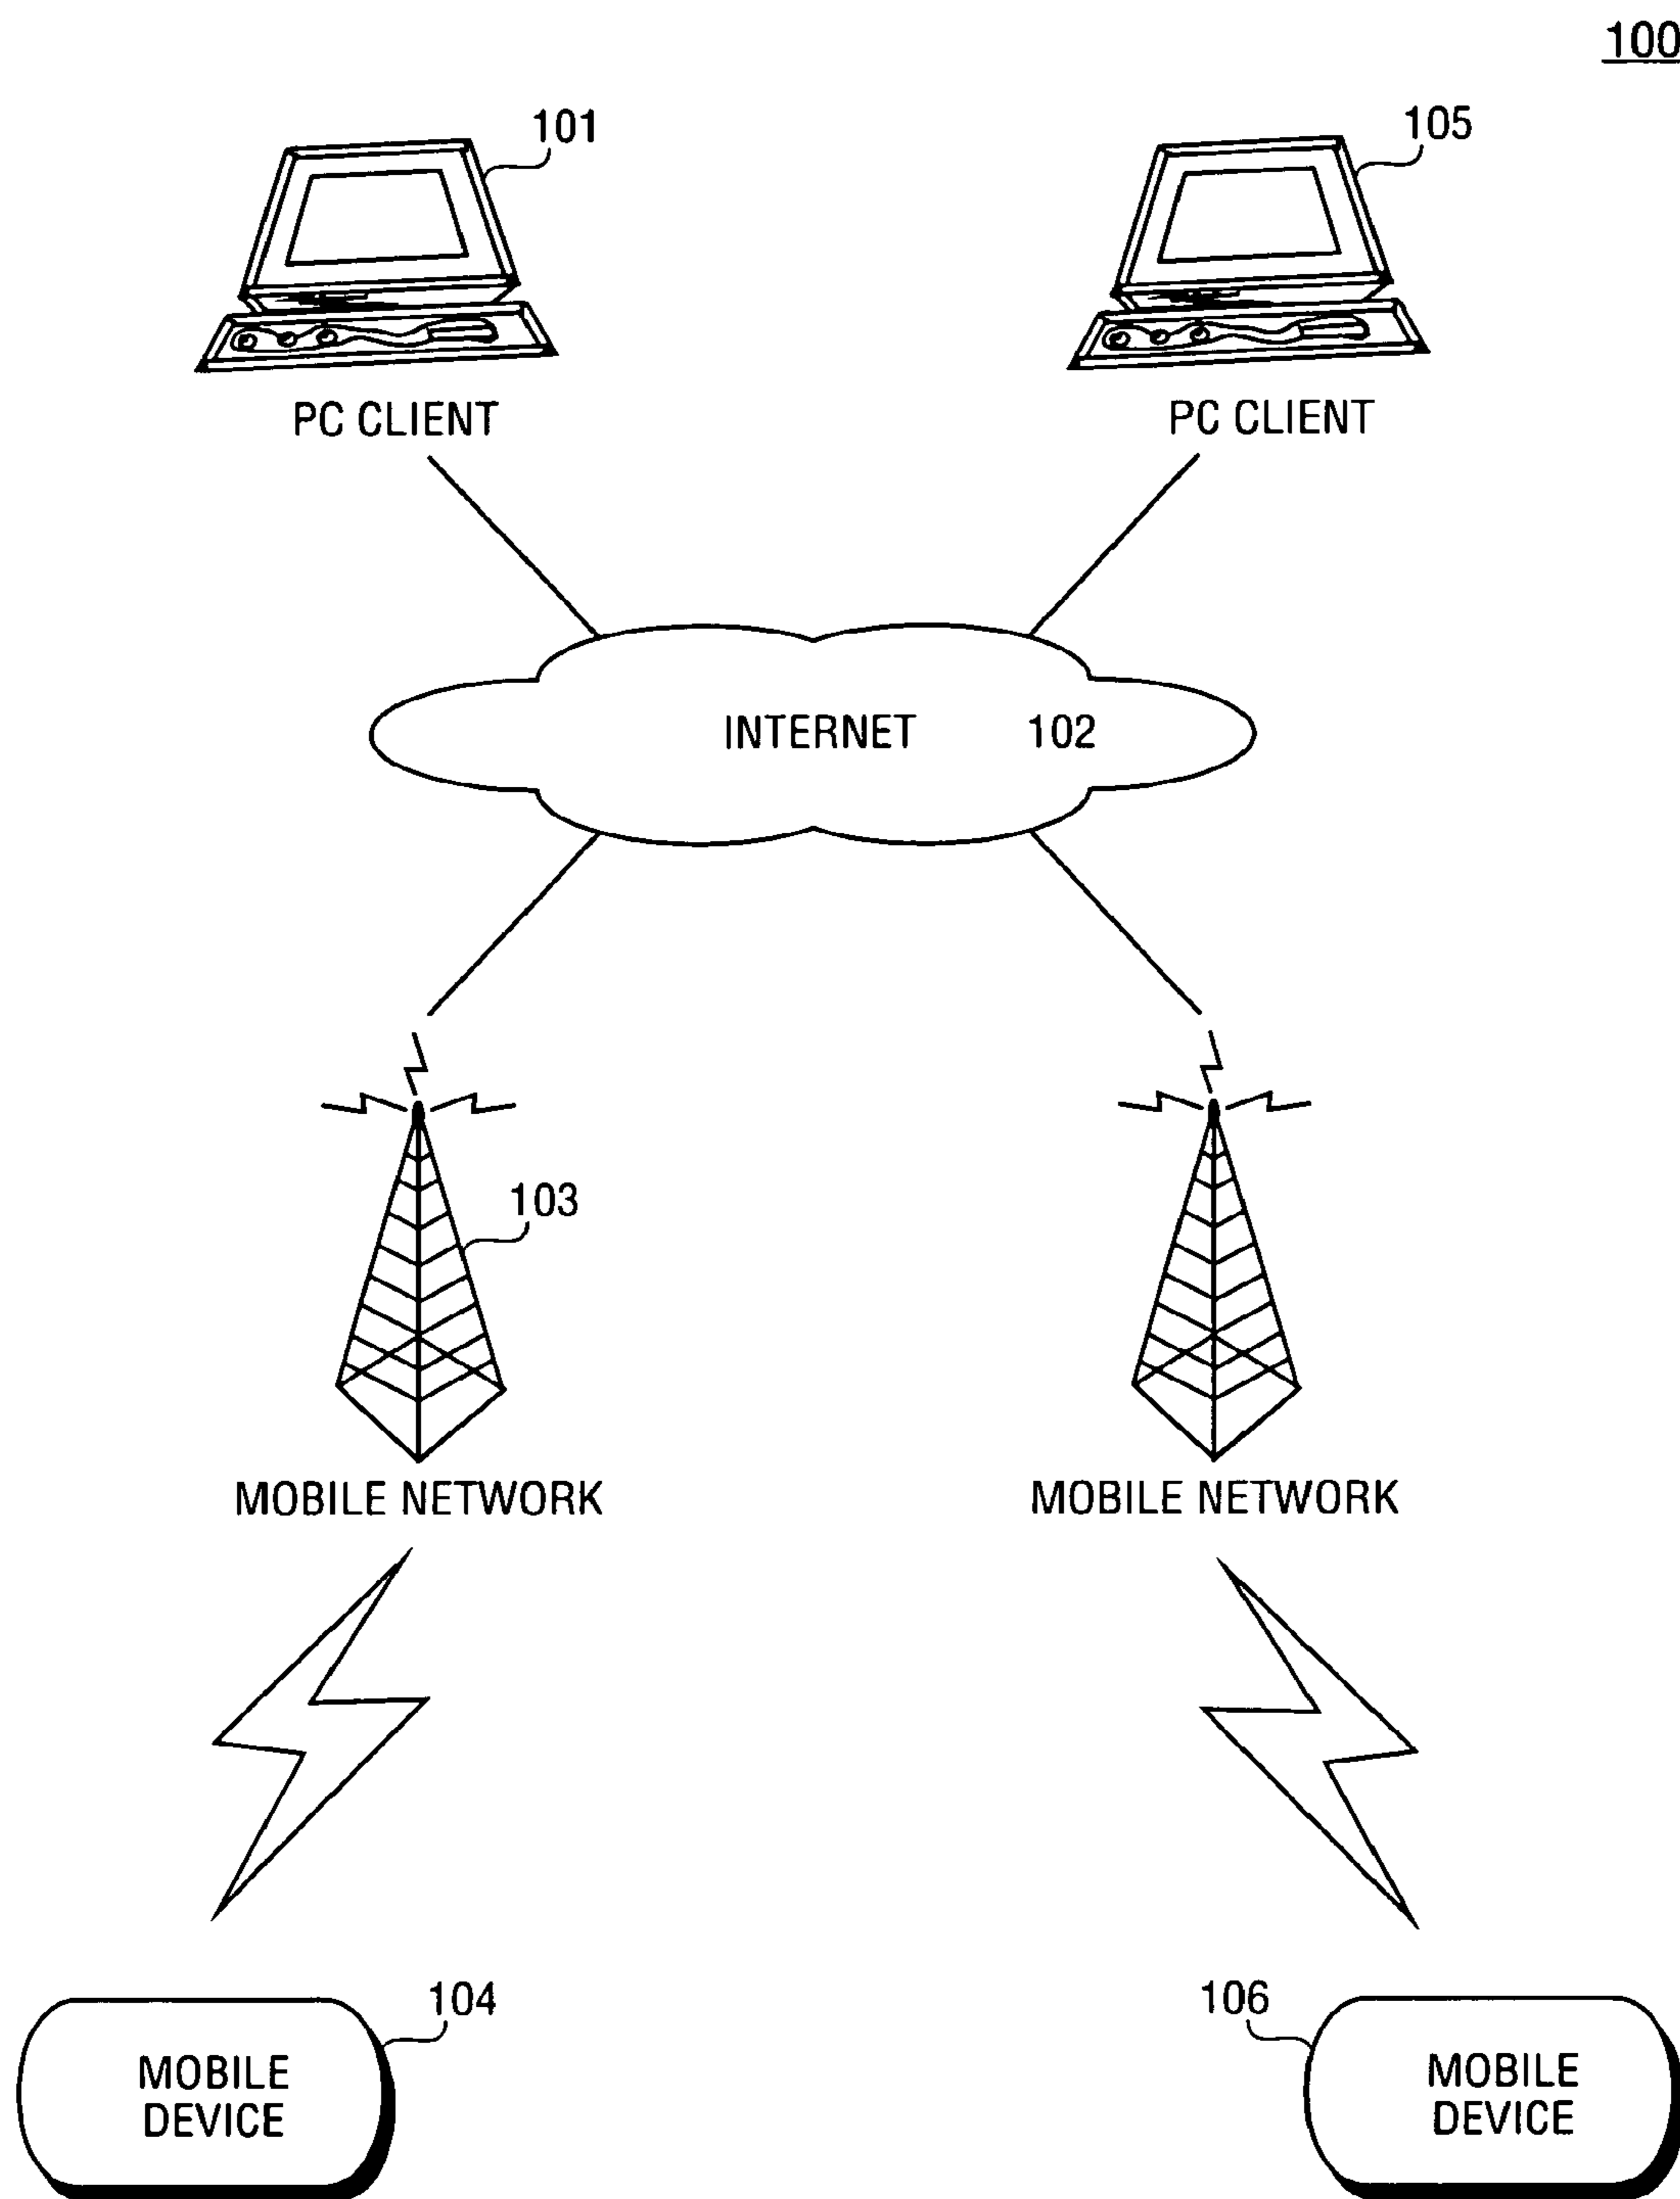 100
101
105
PC CLIENT
PC CLIENT
INTERNET 102
103
MOBILE NETWORK
MOBILE NETWORK
104
106
MOBILE
DEVICE
MOBILE
DEVICE